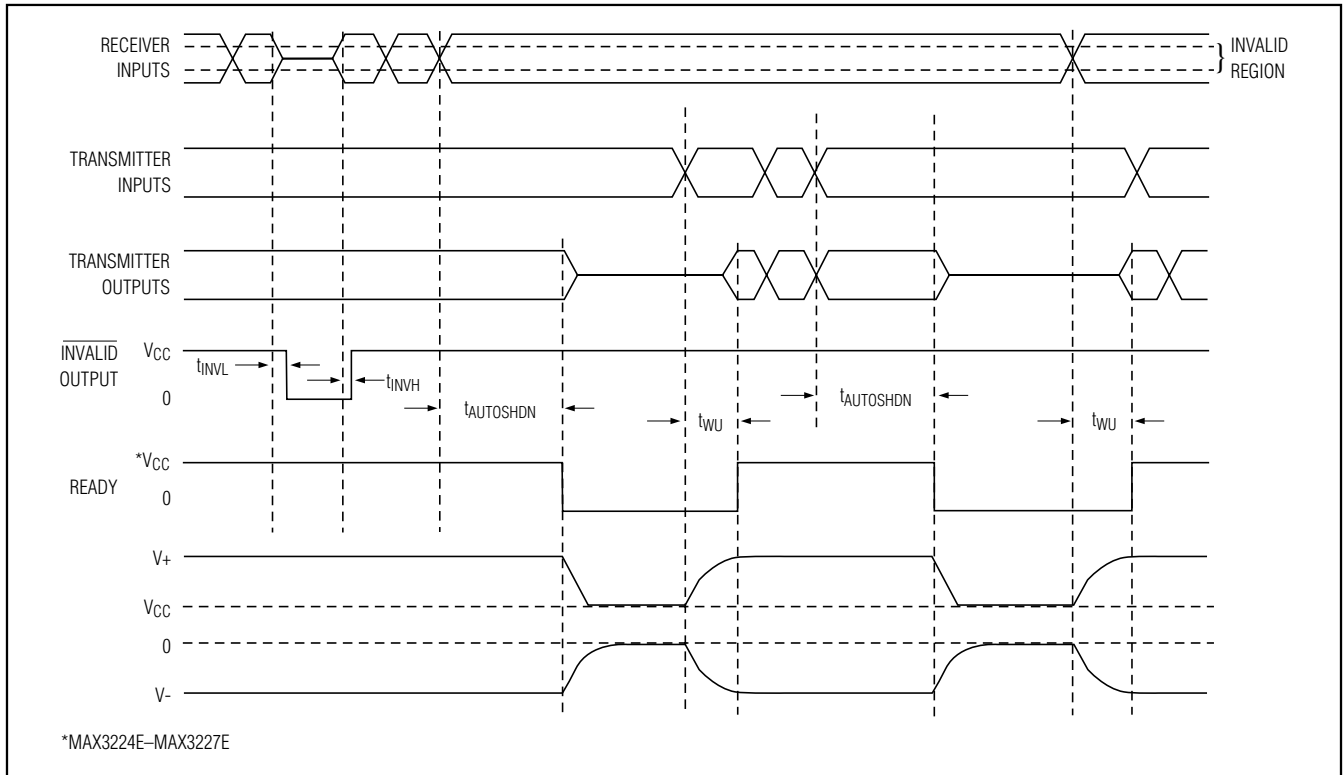 RECEIVER
INPUTS
} INVALID
REGION
TRANSMITTER
INPUTS
TRANSMITTER
OUTPUTS
INVALID
OUTPUT
VCC
0
tINVL
tINVH
tAUTOSHDN
tWU
tAUTOSHDN
tWU
READY
*VCC
0
V+
VCC
0
V-
*MAX3224E–MAX3227E